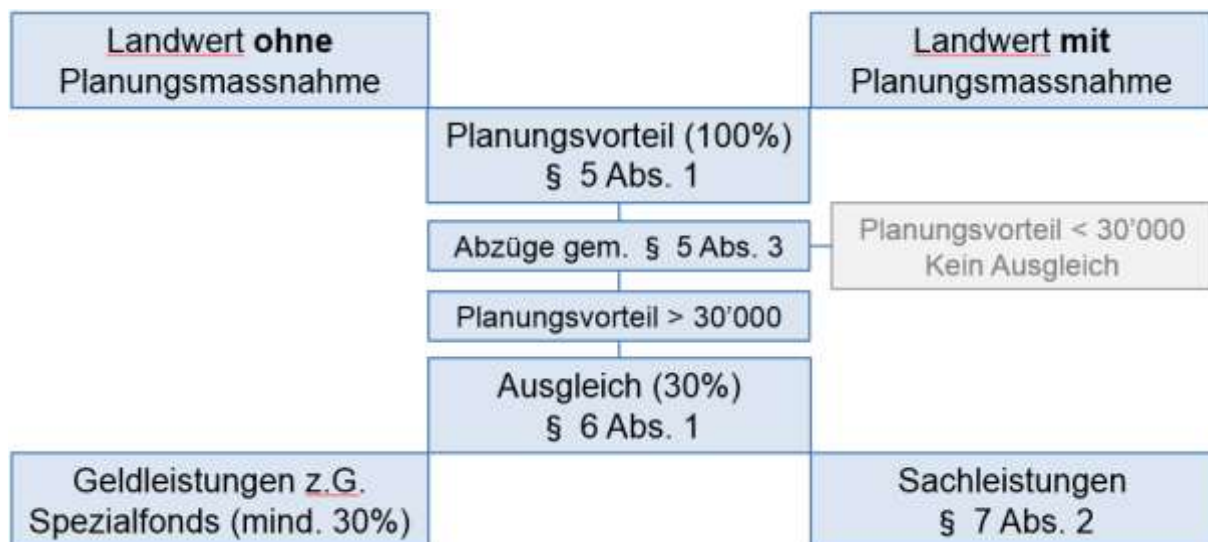 Landwert ohne
Planungsmassnahme
Landwert mit
Planungsmassnahme
Planungsvorteil (100%)
§ 5 Abs. 1
Abzüge gem. § 5 Abs. 3
Planungsvorteil < 30’000
Kein Ausgleich
Planungsvorteil > 30’000
Ausgleich (30%)
§ 6 Abs. 1
Geldleistungen z.G.
Spezialfonds (mind. 30%)
Sachleistungen
§ 7 Abs. 2